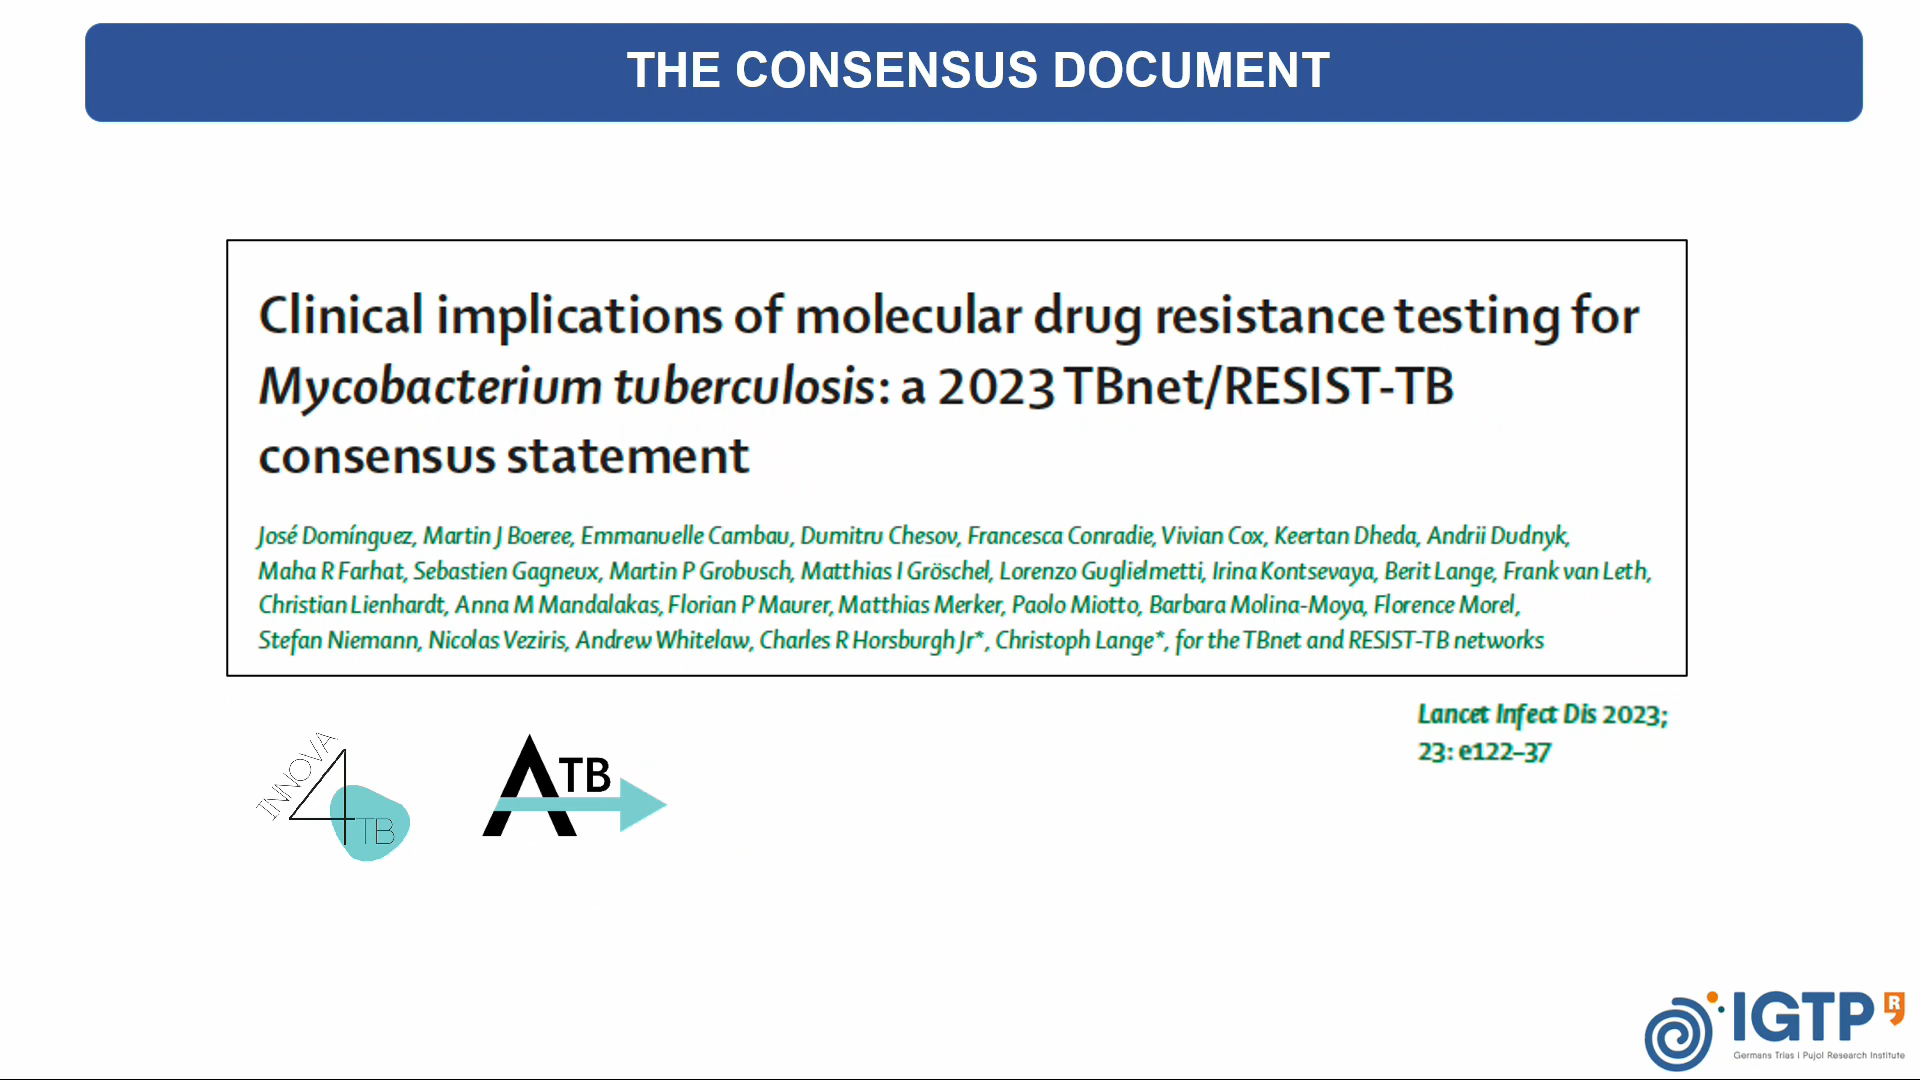 THE CONSENSUS DOCUMENT
Clinical implications of molecular drug resistance testing for
Mycobacterium tuberculosis: a 2023 TBnet/RESIST-TB
consensus statement
José Domínguez, Martin J Boeree, Emmanuelle Cambau, Dumitru Chesov, Francesca Conradie, Vivian Cox, Keertan Dheda, Andrii Dudnyk,
Maha R Farhat, Sebastien Gagneux, Martin P Grobusch, Matthias I Gröschel, Lorenzo Guglielmetti, Irina Kontsevaya, Berit Lange, Frank van Leth,
Christian Lienhardt, Anna M Mandalakas, Florian P Maurer, Matthias Merker, Paolo Miotto, Barbara Molina-Moya, Florence Morel,
Stefan Niemann, Nicolas Veziris, Andrew Whitelaw, Charles R Horsburgh Jr*, Christoph Lange*, for the TBnet and RESIST-TB networks
Lancet Infect Dis 2023;
23: e122–37
INNOVA
4
TB
ATB
IGTP
R
Germans Trias i Pujol Research Institute